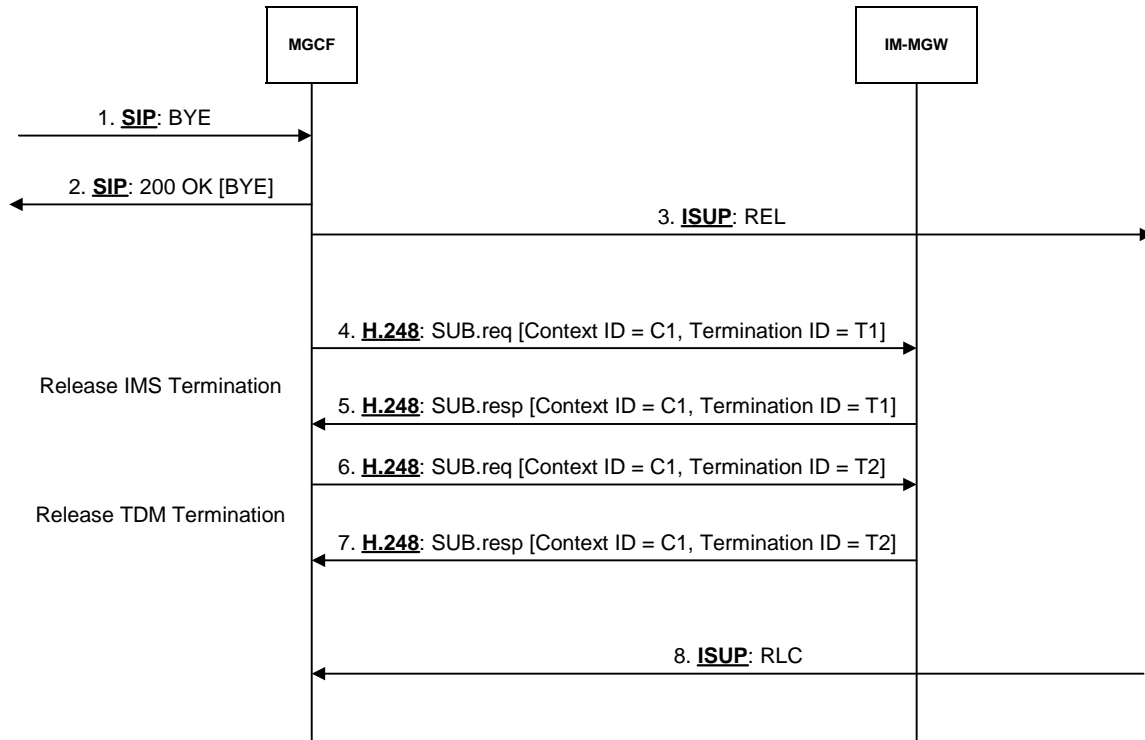 MGCF
IM-MGW
1. SIP: BYE
2. SIP: 200 OK [BYE]
3. ISUP: REL
4. H.248: SUB.req [Context ID = C1, Termination ID = T1]
Release IMS Termination
5. H.248: SUB.resp [Context ID = C1, Termination ID = T1]
6. H.248: SUB.req [Context ID = C1, Termination ID = T2]
Release TDM Termination
7. H.248: SUB.resp [Context ID = C1, Termination ID = T2]
8. ISUP: RLC